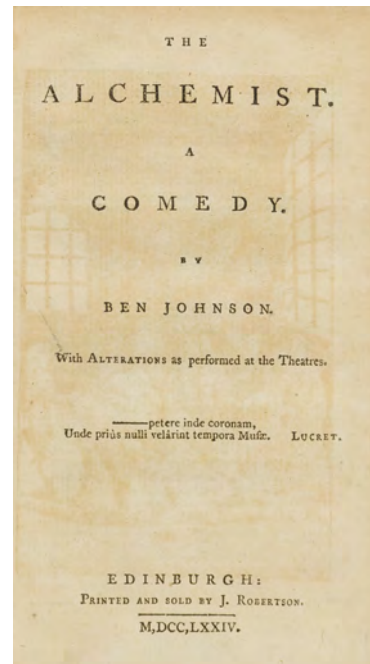 THE
ALCHEMIST.
A
COMEDY.
BY
BEN JOHNSON.
With ALTERATIONS as performed at the Theatres.
——petere inde coronam,
Unde priùs nulli velârint tempora Musæ. LUCRET.
EDINBURGH:
PRINTED AND SOLD BY J. ROBERTSON.
M,DCC,LXXIV.